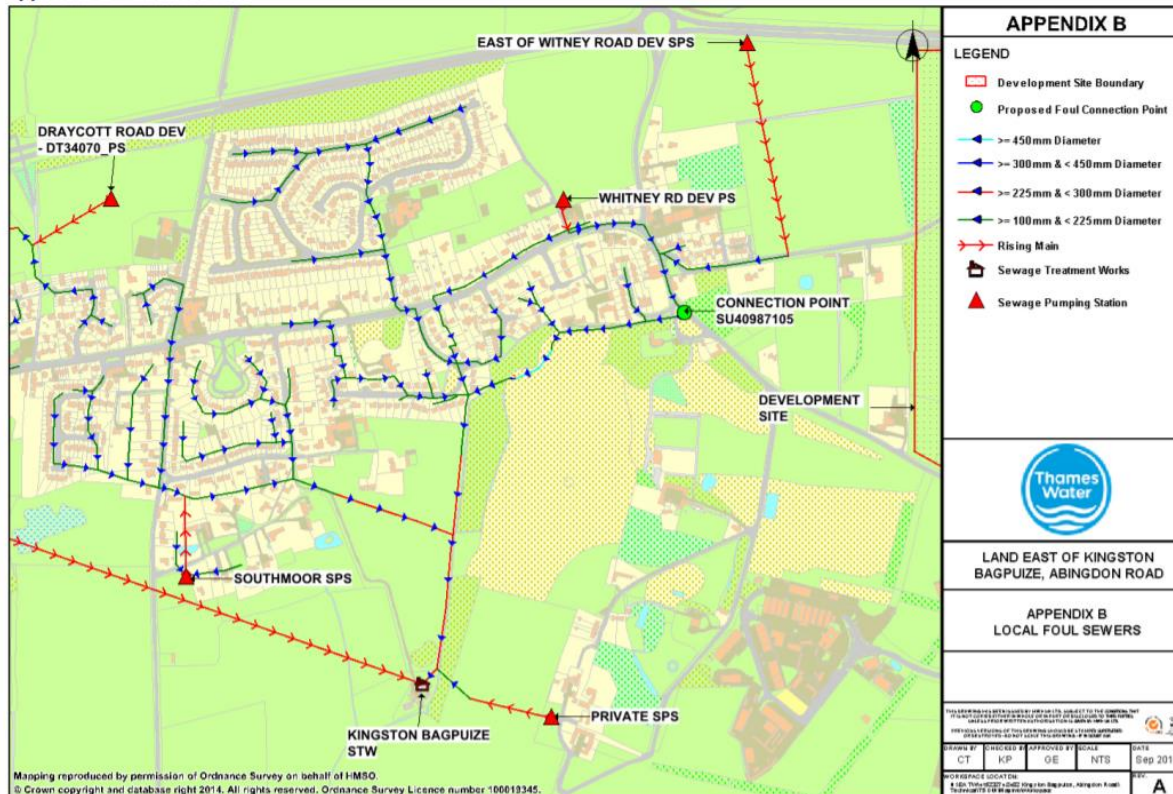 EAST OF WITNEY ROAD DEV SPS
DRAYCOTT ROAD DEV
- DT34070_PS
WHITNEY RD DEV PS
CONNECTION POINT
SU40987105
DEVELOPMENT
SITE
SOUTHMOOR SPS
PRIVATE SPS
KINGSTON BAGPUIZE
STW
Mapping reproduced by permission of Ordnance Survey on behalf of HMSO.
© Crown copyright and database right 2014. All rights reserved. Ordnance Survey Licence number 100019345.
APPENDIX B
LEGEND
Development Site Boundary
Proposed Foul Connection Point
>= 450mm Diameter
>= 300mm & < 450mm Diameter
>= 225mm & < 300mm Diameter
>= 100mm & < 225mm Diameter
Rising Main
Sewage Treatment Works
Sewage Pumping Station
Thames
Water
LAND EAST OF KINGSTON
BAGPUIZE, ABINGDON ROAD
APPENDIX B
LOCAL FOUL SEWERS
DRAWN BY CHECKED BY APPROVED BY SCALE DATE
CT KP GE NTS Sep 201
WORKSPACE LOCATION:
REV.
A